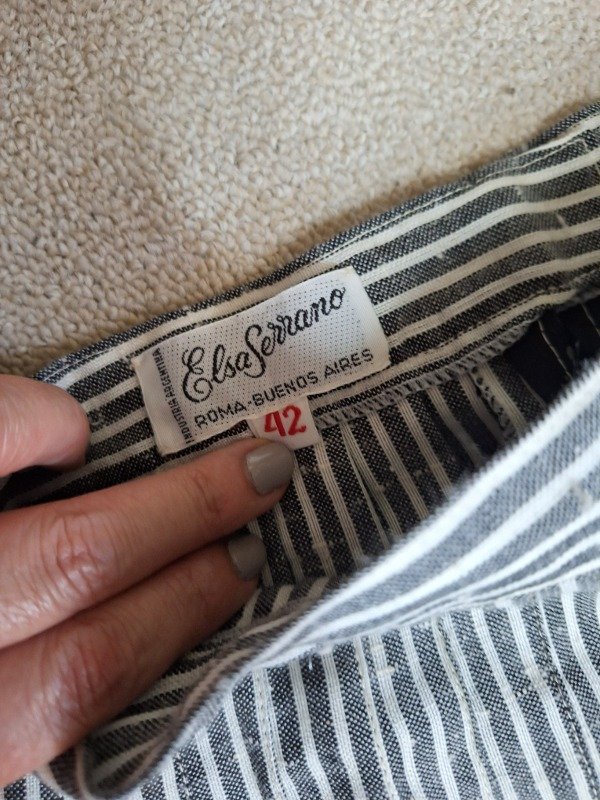 Elsa Serrano
ROMA-BUENOS AIRES
INDUSTRIA ARGENTINA
42